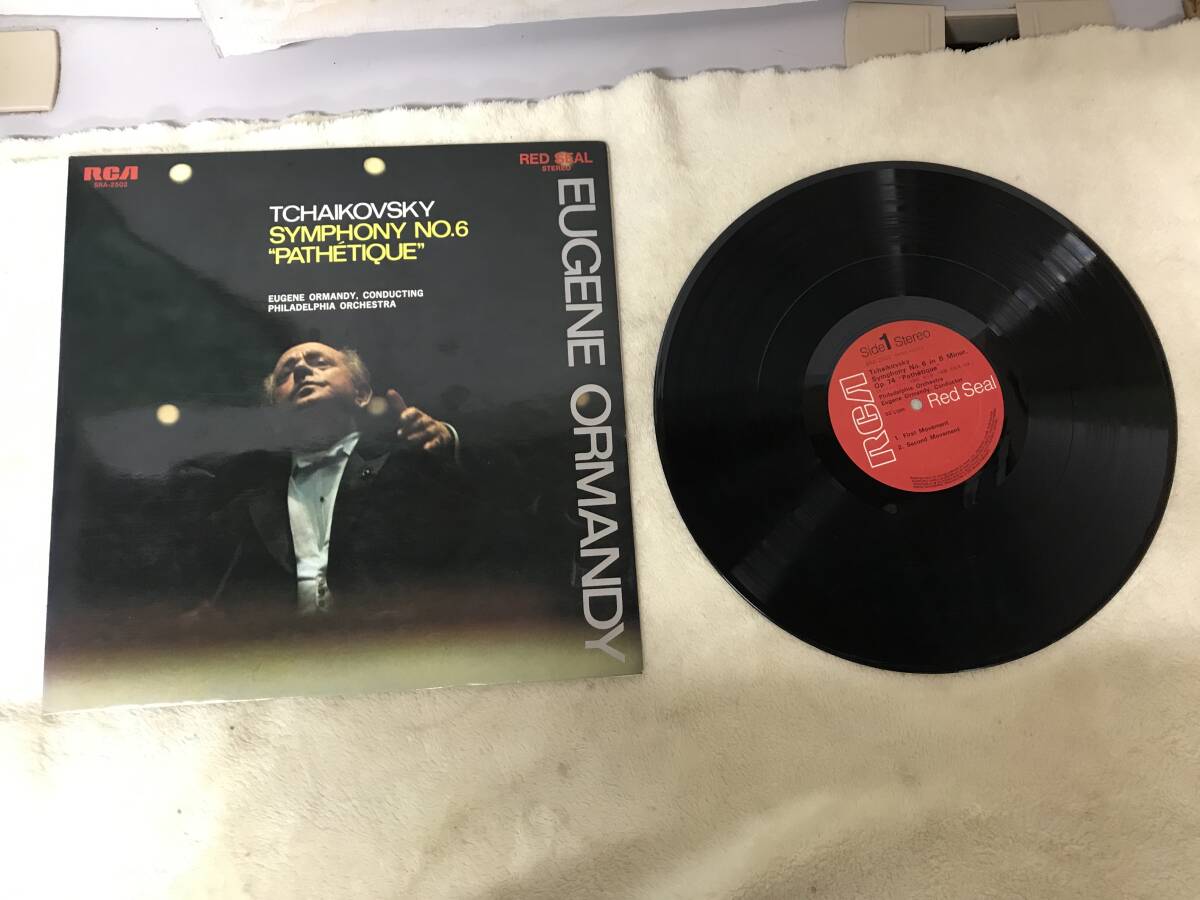 RCA
SRA-2502
RED SEAL
STEREO
TCHAIKOVSKY
SYMPHONY NO.6
"PATHÉTIQUE"
EUGENE ORMANDY, CONDUCTING
PHILADELPHIA ORCHESTRA
EUGENE ORMANDY
Side 1 Stereo
Tchaikovsky
Symphony No. 6 in B Minor,
Op. 74 "Pathétique"
Philadelphia Orchestra
Eugene Ormandy, Conductor
RCA
Red Seal
1. First Movement
2. Second Movement